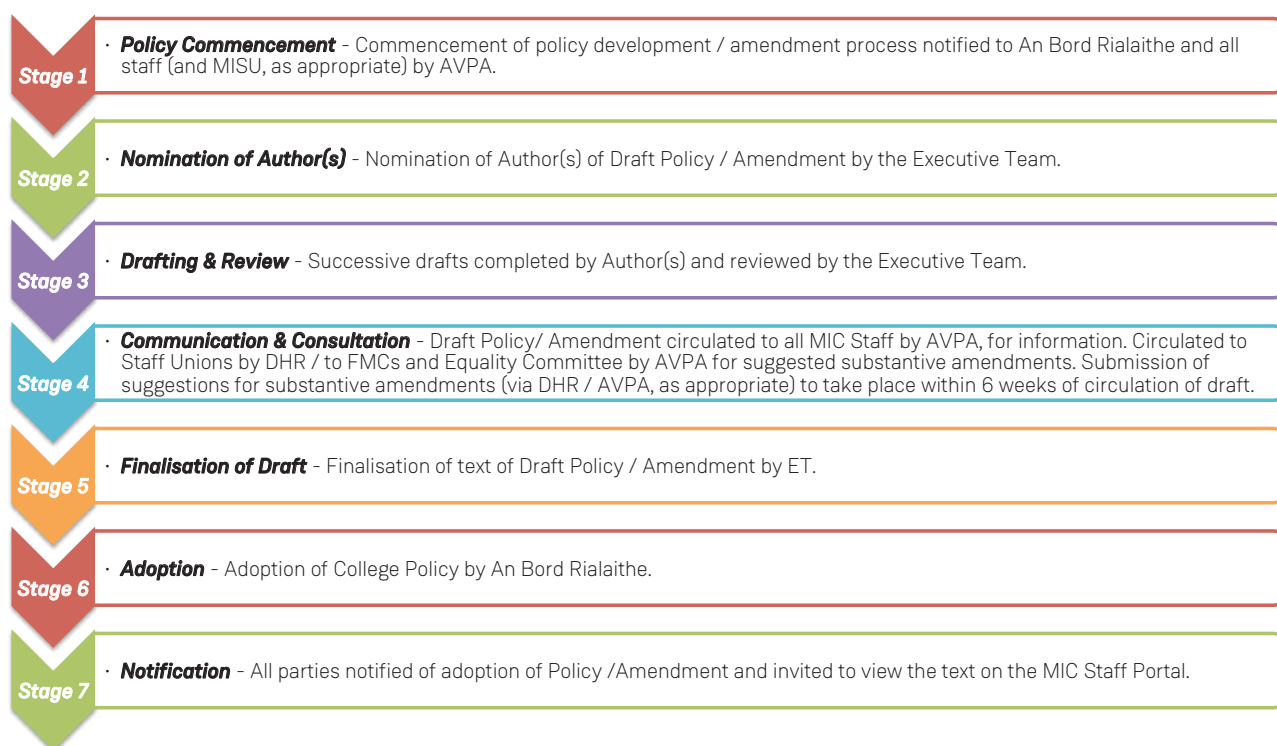 Stage 1
· Policy Commencement - Commencement of policy development / amendment process notified to An Bord Rialaithe and all
staff (and MISU, as appropriate) by AVPA.
Stage 2
· Nomination of Author(s) - Nomination of Author(s) of Draft Policy / Amendment by the Executive Team.
Stage 3
· Drafting & Review - Successive drafts completed by Author(s) and reviewed by the Executive Team.
Stage 4
· Communication & Consultation - Draft Policy/ Amendment circulated to all MIC Staff by AVPA, for information. Circulated to
Staff Unions by DHR / to FMCs and Equality Committee by AVPA for suggested substantive amendments. Submission of
suggestions for substantive amendments (via DHR / AVPA, as appropriate) to take place within 6 weeks of circulation of draft.
Stage 5
· Finalisation of Draft - Finalisation of text of Draft Policy / Amendment by ET.
Stage 6
· Adoption - Adoption of College Policy by An Bord Rialaithe.
Stage 7
· Notification - All parties notified of adoption of Policy /Amendment and invited to view the text on the MIC Staff Portal.